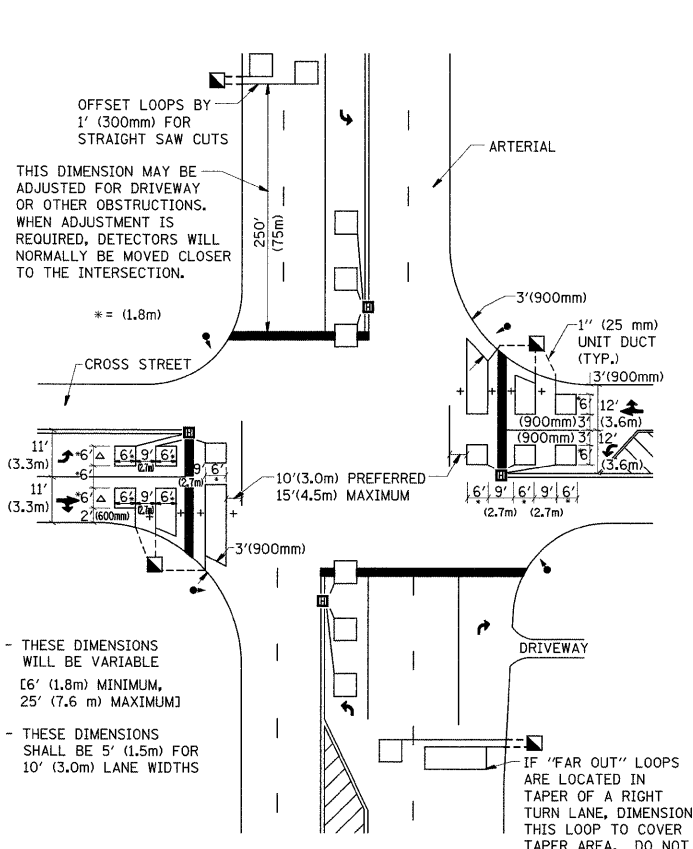 OFFSET LOOPS BY
1' (300mm) FOR
STRAIGHT SAW CUTS
ARTERIAL
THIS DIMENSION MAY BE
ADJUSTED FOR DRIVEWAY
OR OTHER OBSTRUCTIONS.
WHEN ADJUSTMENT IS
REQUIRED, DETECTORS WILL
NORMALLY BE MOVED CLOSER
TO THE INTERSECTION.
250'
(75m)
* = (1.8m)
3'(900mm)
1" (25 mm)
UNIT DUCT
(TYP.)
CROSS STREET
3'(900mm)
*6'
12'
(3.6m)
(900mm) 3'
(900mm) 3'
12'
*6'
(3.6m)
11'
(3.3m)
*6'
6' 9' 6'
(2.7m)
9' 6'
*
(2.7m)
*6'
11'
(3.3m)
*6'
6' 9' 6'
(2.7m)
2' (600mm)
10'(3.0m) PREFERRED
15'(4.5m) MAXIMUM
6' 9' 6' 9' 6'
* * *
(2.7m) (2.7m)
3'(900mm)
DRIVEWAY
- THESE DIMENSIONS
WILL BE VARIABLE
[6' (1.8m) MINIMUM,
25' (7.6 m) MAXIMUM]
- THESE DIMENSIONS
SHALL BE 5' (1.5m) FOR
10' (3.0m) LANE WIDTHS
IF "FAR OUT" LOOPS
ARE LOCATED IN
TAPER OF A RIGHT
TURN LANE, DIMENSION
THIS LOOP TO COVER
TAPER AREA. DO NOT